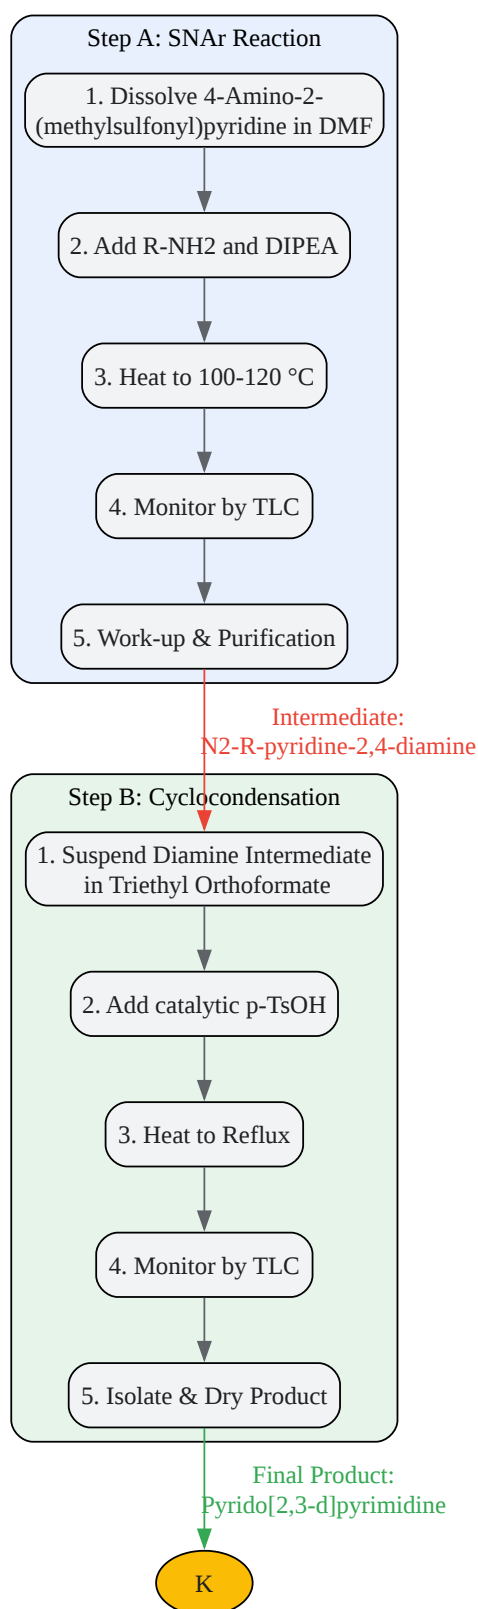 Step A: SNAr Reaction
1. Dissolve 4-Amino-2-
(methylsulfonyl)pyridine in DMF
2. Add R-NH2 and DIPEA
3. Heat to 100-120 °C
4. Monitor by TLC
5. Work-up & Purification
Intermediate:
N2-R-pyridine-2,4-diamine
Step B: Cyclocondensation
1. Suspend Diamine Intermediate
in Triethyl Orthoformate
2. Add catalytic p-TsOH
3. Heat to Reflux
4. Monitor by TLC
5. Isolate & Dry Product
Final Product:
Pyrido[2,3-d]pyrimidine
K